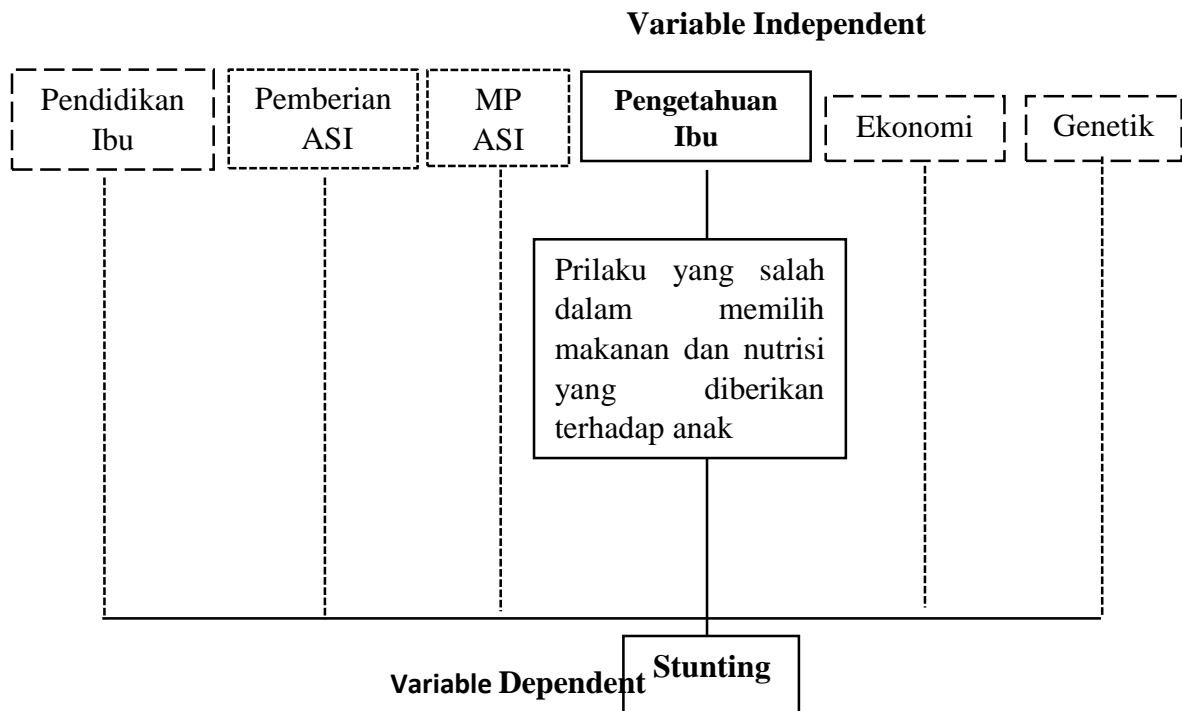 Variable Independent
Pendidikan
Ibu
Pemberian
ASI
MP
ASI
Pengetahuan
Ibu
Ekonomi
Genetik
Prilaku yang salah
dalam memilih
makanan dan nutrisi
yang diberikan
terhadap anak
Stunting
Variable Dependent